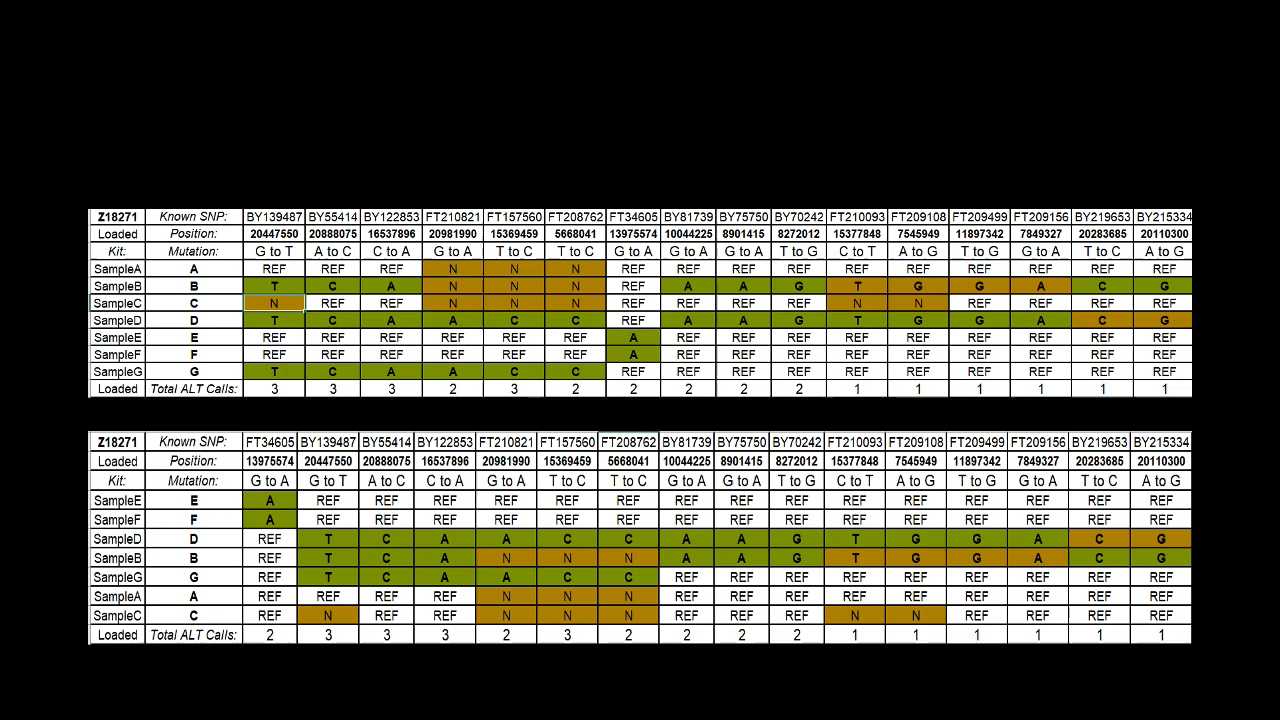 Z18271 Known SNP: BY139487 BY55414 BY122853 FT210821 FT157560 FT208762 FT34605 BY81739 BY75750 BY70242 FT210093 FT209108 FT209499 FT209156 BY219653 BY215334
Loaded Position: 20447550 20888075 16537896 20981990 15369459 5668041 13975574 10044225 8901415 8272012 15377848 7545949 11897342 7849327 20283685 20110300
Kit: Mutation: G to T A to C C to A G to A T to C T to C G to A G to A G to A T to G C to T A to G T to G G to A T to C A to G
SampleA A REF REF REF N N N REF REF REF REF REF REF REF REF REF REF
SampleB B T C A N N N REF A A G T G G A C G
SampleC C N REF REF N N N REF REF REF REF N N REF REF REF REF
SampleD D T C A A C C REF A A G T G G A C G
SampleE E REF REF REF REF REF REF A REF REF REF REF REF REF REF REF REF
SampleF F REF REF REF REF REF REF A REF REF REF REF REF REF REF REF REF
SampleG G T C A A C C REF REF REF REF REF REF REF REF REF REF
Loaded Total ALT Calls: 3 3 3 2 3 2 2 2 2 2 1 1 1 1 1 1
Z18271 Known SNP: FT34605 BY139487 BY55414 BY122853 FT210821 FT157560 FT208762 BY81739 BY75750 BY70242 FT210093 FT209108 FT209499 FT209156 BY219653 BY215334
Loaded Position: 13975574 20447550 20888075 16537896 20981990 15369459 5668041 10044225 8901415 8272012 15377848 7545949 11897342 7849327 20283685 20110300
Kit: Mutation: G to A G to T A to C C to A G to A T to C T to C G to A G to A T to G C to T A to G T to G G to A T to C A to G
SampleE E A REF REF REF REF REF REF REF REF REF REF REF REF REF REF REF
SampleF F A REF REF REF REF REF REF REF REF REF REF REF REF REF REF REF
SampleD D REF T C A A C C A A G T G G A C G
SampleB B REF T C A N N N A A G T G G A C G
SampleG G REF T C A A C C REF REF REF REF REF REF REF REF REF
SampleA A REF REF REF REF N N N REF REF REF REF REF REF REF REF REF
SampleC C REF N REF REF N N N REF REF REF N N REF REF REF REF
Loaded Total ALT Calls: 2 3 3 3 2 3 2 2 2 2 1 1 1 1 1 1